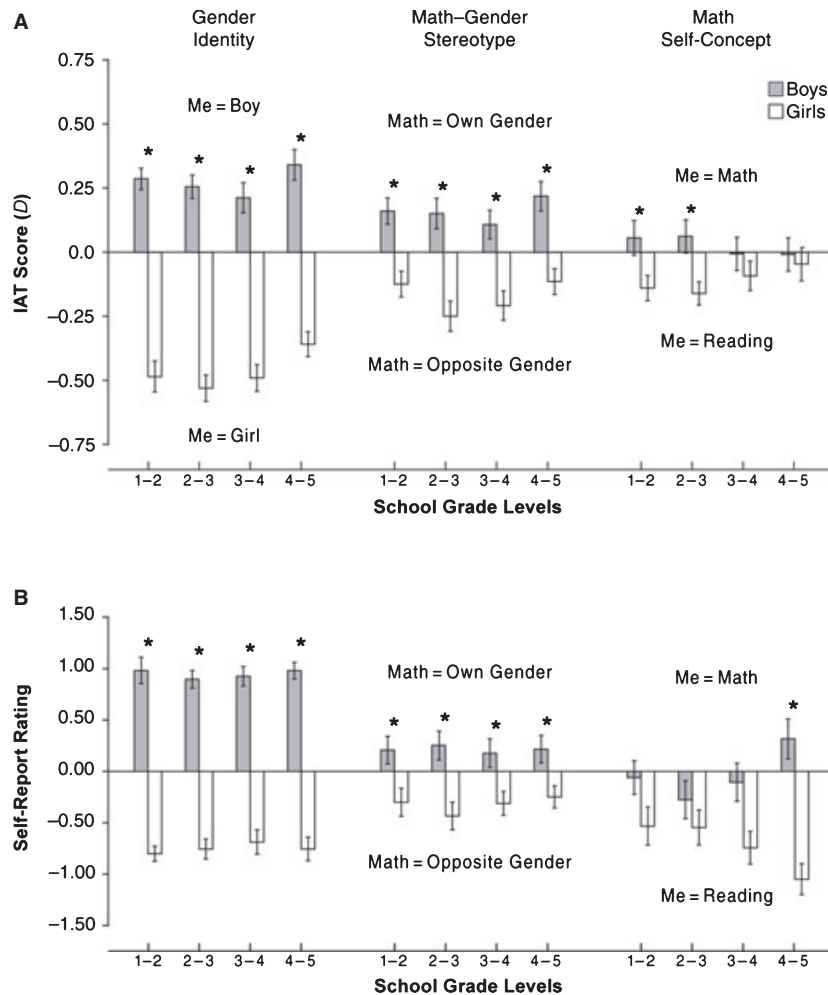 A
Gender Identity
Math–Gender Stereotype
Math Self-Concept
0.75
0.50
0.25
0.0
−0.25
−0.50
−0.75
IAT Score (D)
Boys
Girls
Me = Boy
Math = Own Gender
Me = Math
* * * * * * * * * *
Math = Opposite Gender
Me = Reading
Me = Girl
1–2 2–3 3–4 4–5 1–2 2–3 3–4 4–5 1–2 2–3 3–4 4–5
School Grade Levels
B
1.50
1.00
0.50
0.00
−0.50
−1.00
−1.50
Self-Report Rating
* * * * * * * * *
Math = Own Gender
Me = Math
Math = Opposite Gender
Me = Reading
1–2 2–3 3–4 4–5 1–2 2–3 3–4 4–5 1–2 2–3 3–4 4–5
School Grade Levels